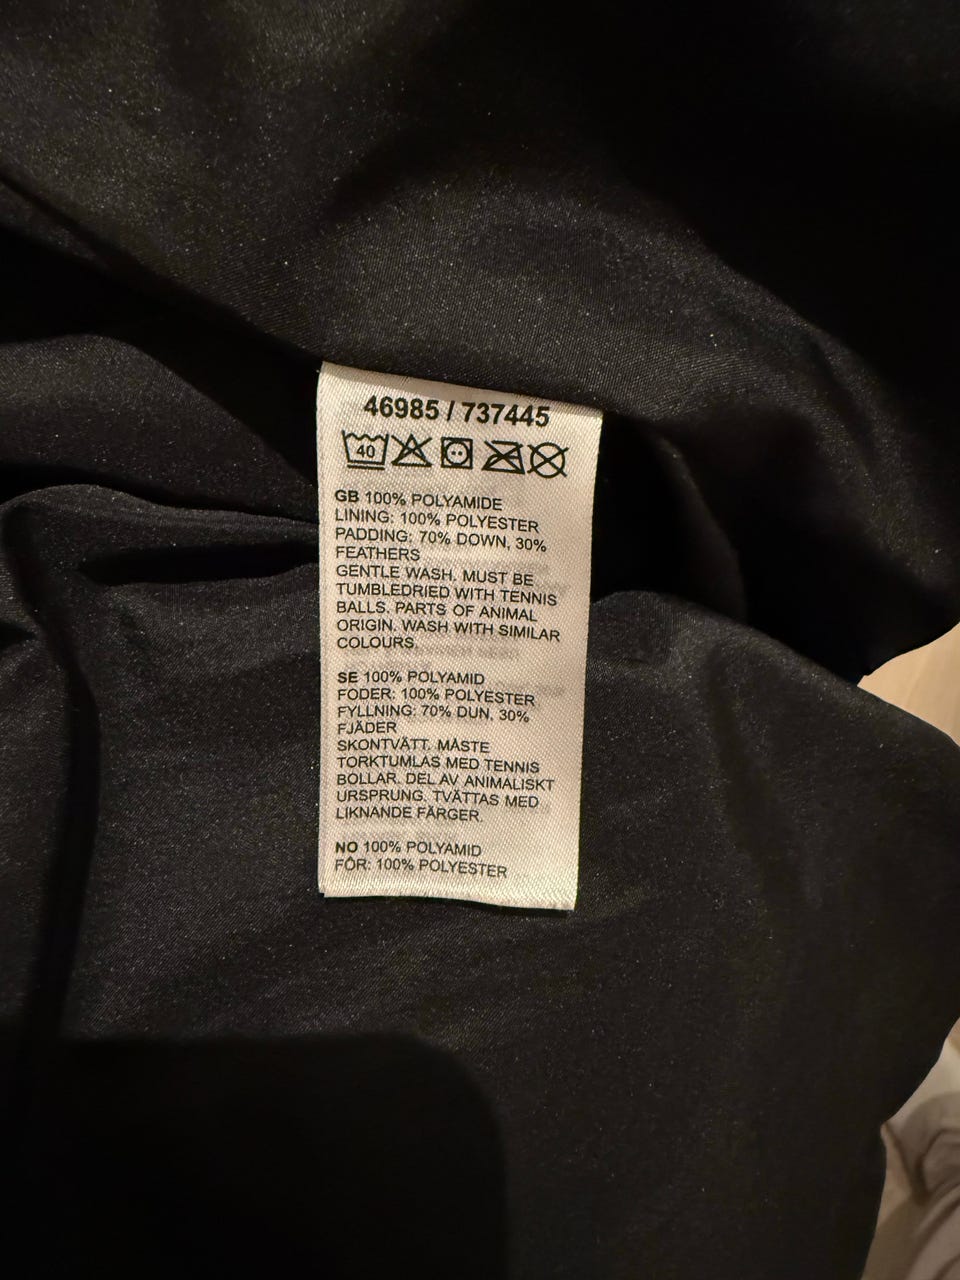 46985 / 737445
40
GB 100% POLYAMIDE
LINING: 100% POLYESTER
PADDING: 70% DOWN, 30%
FEATHERS
GENTLE WASH. MUST BE
TUMBLEDRIED WITH TENNIS
BALLS. PARTS OF ANIMAL
ORIGIN. WASH WITH SIMILAR
COLOURS.
SE 100% POLYAMID
FODER: 100% POLYESTER
FYLLNING: 70% DUN, 30%
FJÄDER
SKONTVÄTT. MÅSTE
TORKTUMLAS MED TENNIS
BOLLAR. DEL AV ANIMALISKT
URSPRUNG. TVÄTTAS MED
LIKNANDE FÄRGER.
NO 100% POLYAMID
FÔR: 100% POLYESTER